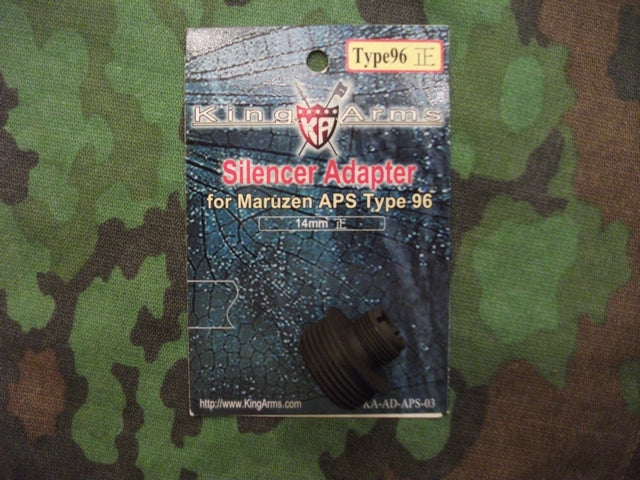 Type96 正
King Arms
KA
Silencer Adapter
for Maruzen APS Type 96
14mm 正
http://www.KingArms.com
KA-AD-APS-03